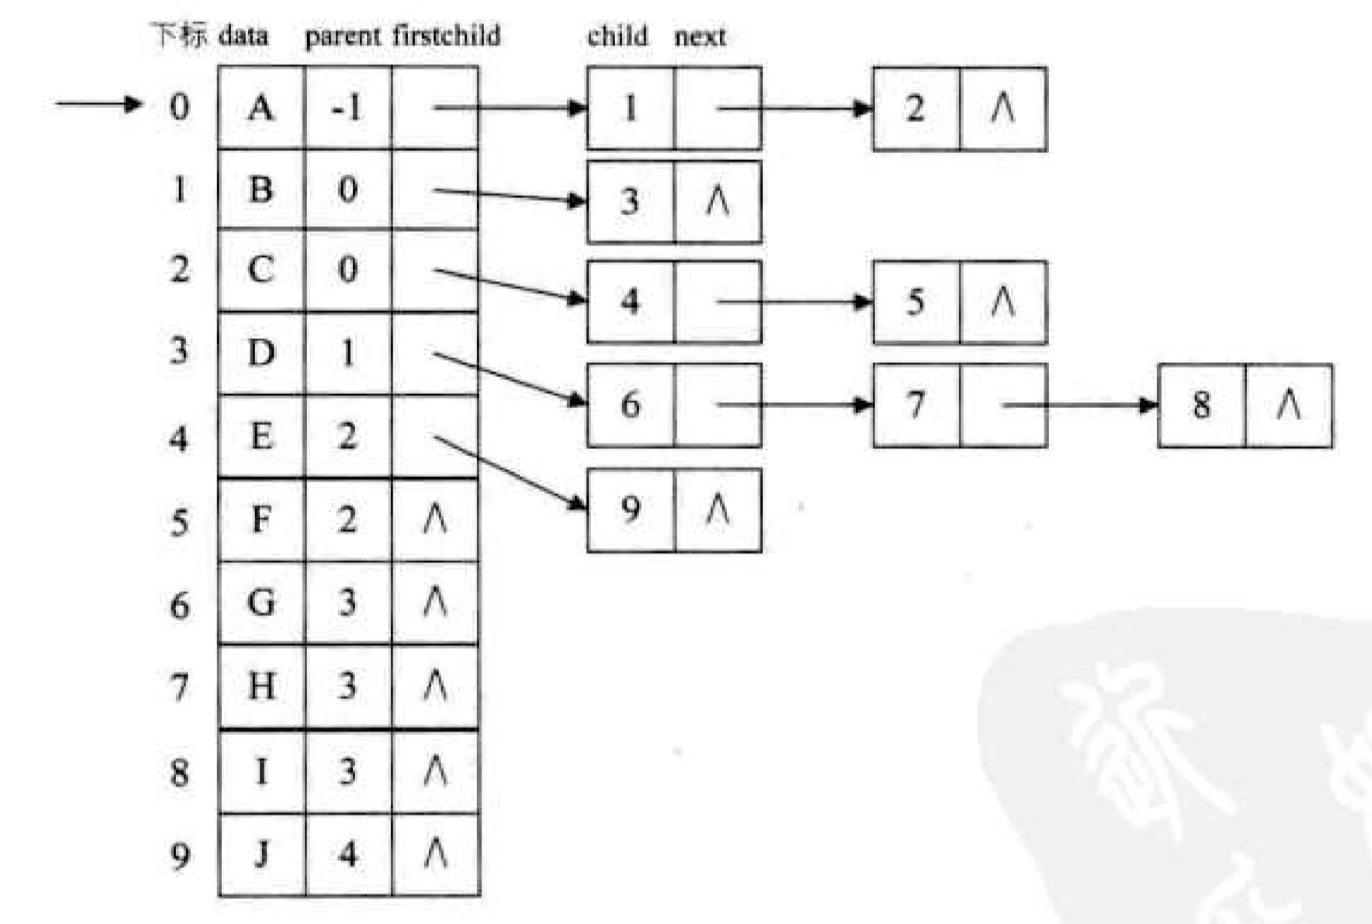 下标 data parent firstchild child next
0 A -1 1 2 ∧
1 B 0 3 ∧
2 C 0 4 5 ∧
3 D 1 6 7 8 ∧
4 E 2 9 ∧
5 F 2 ∧
6 G 3 ∧
7 H 3 ∧
8 I 3 ∧
9 J 4 ∧